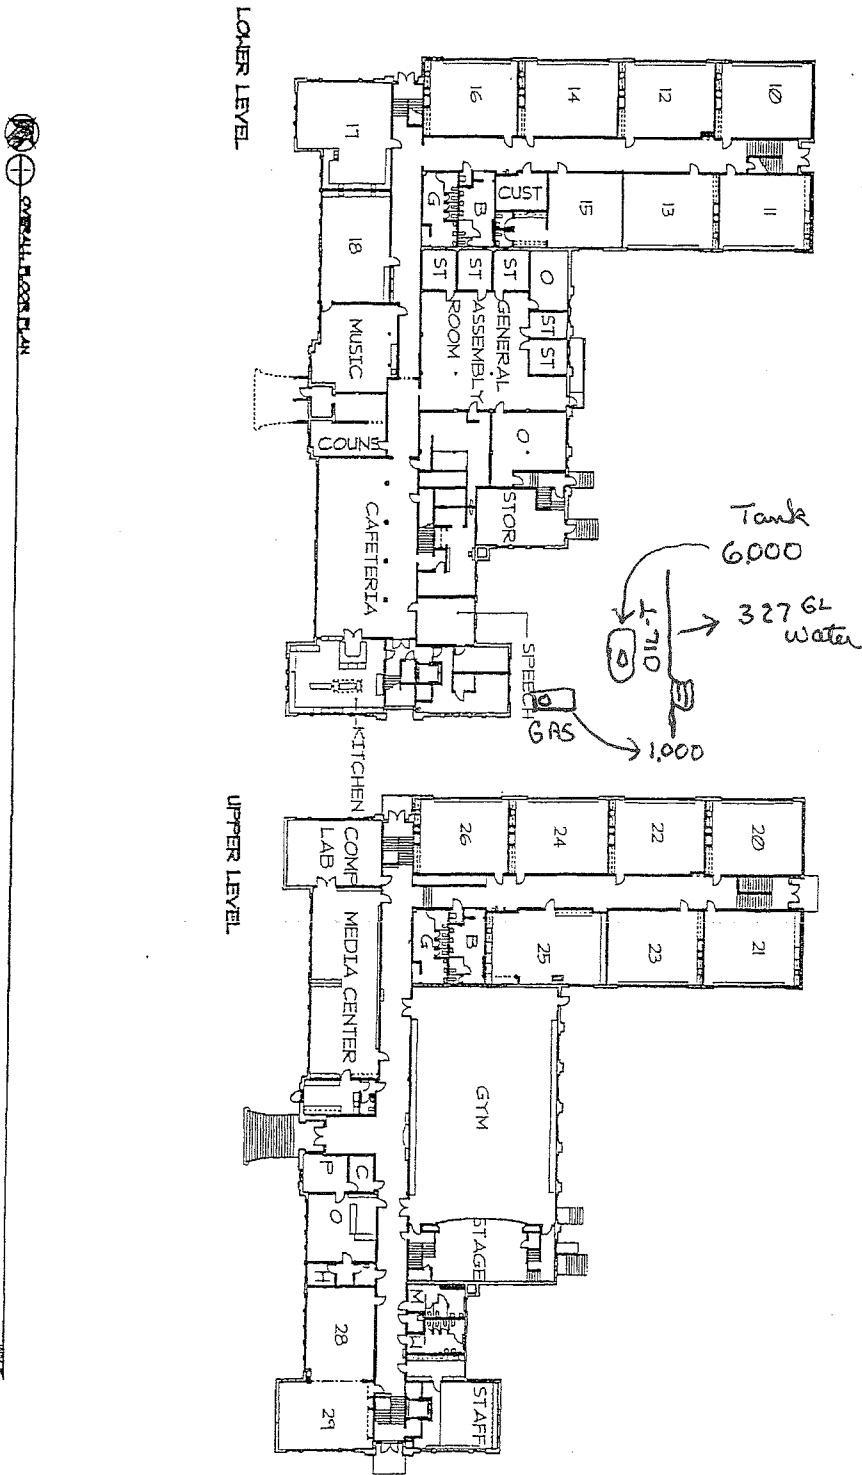 LOWER LEVEL
16
14
12
10
17
G
B
CUST
15
13
11
18
ST
ST
ST
O
MUSIC
GENERAL
ASSEMBLY
ROOM
ST
ST
COUNS
O
STOR
CAFETERIA
SPEECH
KITCHEN
Tank
6,000
OIL-T
327 GL
water
GAS
1,000
UPPER LEVEL
COMP
LAB
26
24
22
20
G
B
25
23
21
MEDIA CENTER
GYM
P
C
O
STAGE
H
M
W
28
29
STAFF
OVERALL FLOOR PLAN